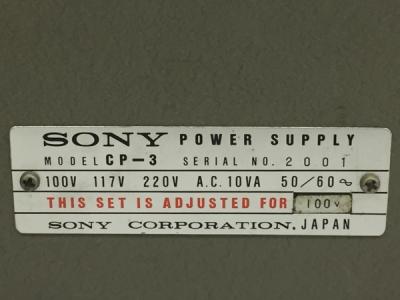 SONY POWER SUPPLY
MODEL CP-3 SERIAL NO. 2001
100V 117V 220V A.C. 10VA 50/60∿
THIS SET IS ADJUSTED FOR 100V
SONY CORPORATION. JAPAN